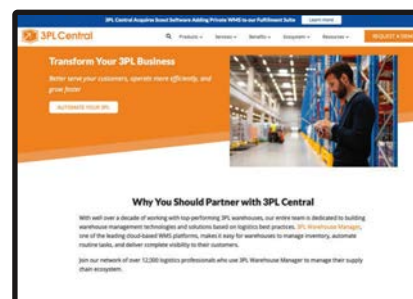 3PL Central Acquires Scout Software Adding Private WMS to our Fulfillment Suite Learn more
3PL Central Products Services Benefits Ecosystem Resources REQUEST A DEMO
Transform Your 3PL Business
Better serve your customers, operate more efficiently, and
grow faster
AUTOMATE YOUR 3PL
Why You Should Partner with 3PL Central
With well over a decade of working with top-performing 3PL warehouses, our entire team is dedicated to building
warehouse management technologies and solutions based on logistics best practices. 3PL Warehouse Manager,
one of the leading cloud-based WMS platforms, makes it easy for warehouses to manage inventory, automate
routine tasks, and deliver complete visibility to their customers.
Join our network of over 12,000 logistics professionals who use 3PL Warehouse Manager to manage their supply
chain ecosystem.